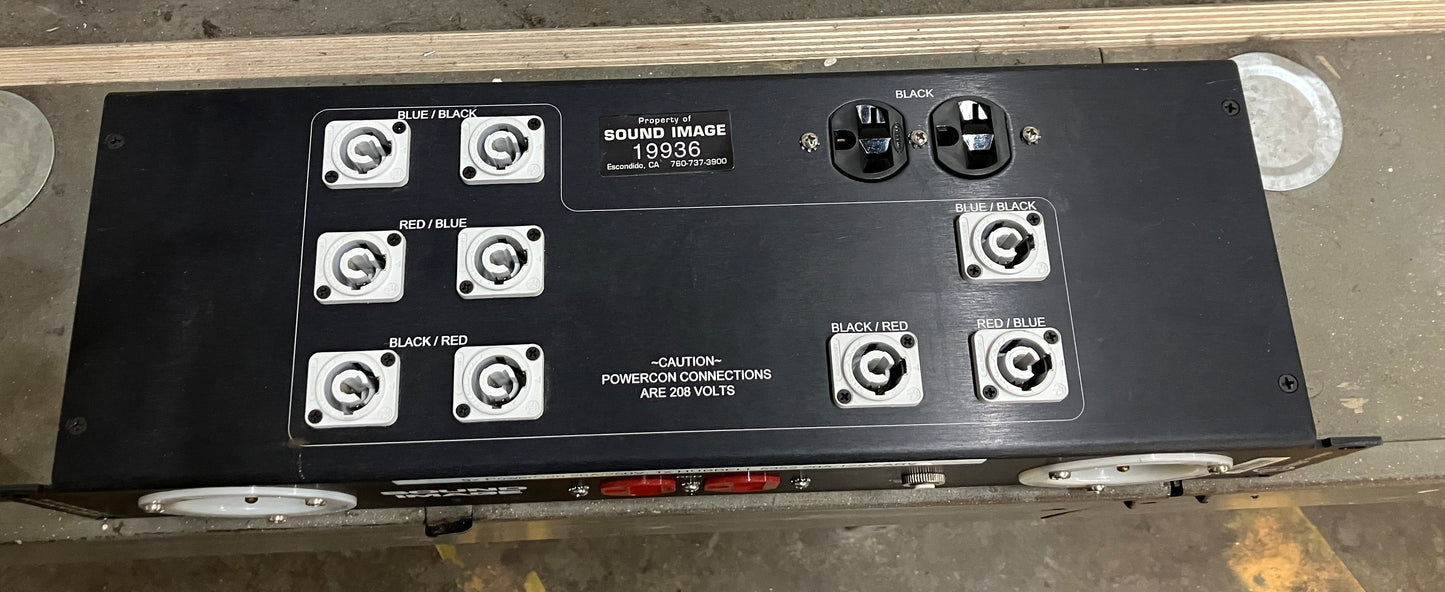 BLUE / BLACK
Property of
SOUND IMAGE
19936
Escondido, CA 760-737-3900
BLACK
RED / BLUE
BLUE / BLACK
BLACK / RED
~CAUTION~
POWERCON CONNECTIONS
ARE 208 VOLTS
BLACK / RED
RED / BLUE